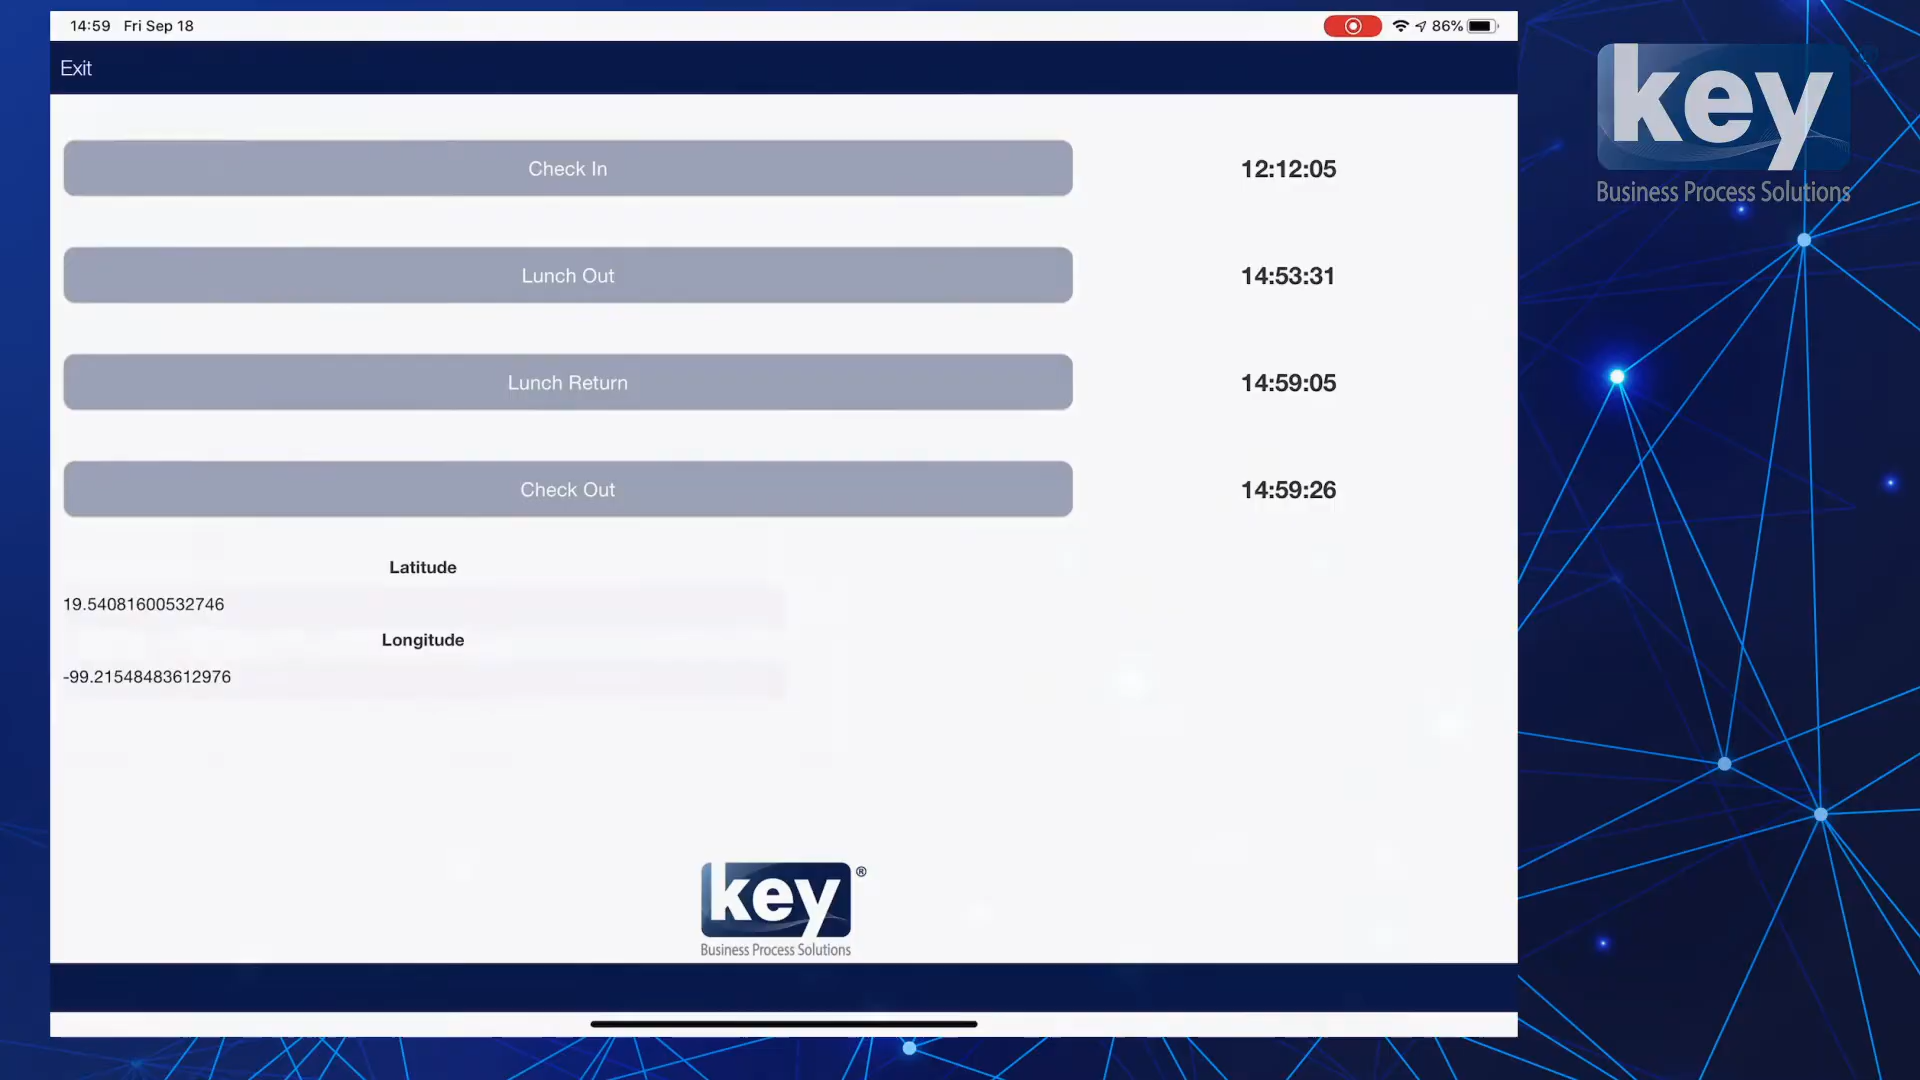 14:59 Fri Sep 18
86%
Exit
key
Business Process Solutions
Check In
12:12:05
Lunch Out
14:53:31
Lunch Return
14:59:05
Check Out
14:59:26
Latitude
19.54081600532746
Longitude
-99.21548483612976
key®
Business Process Solutions